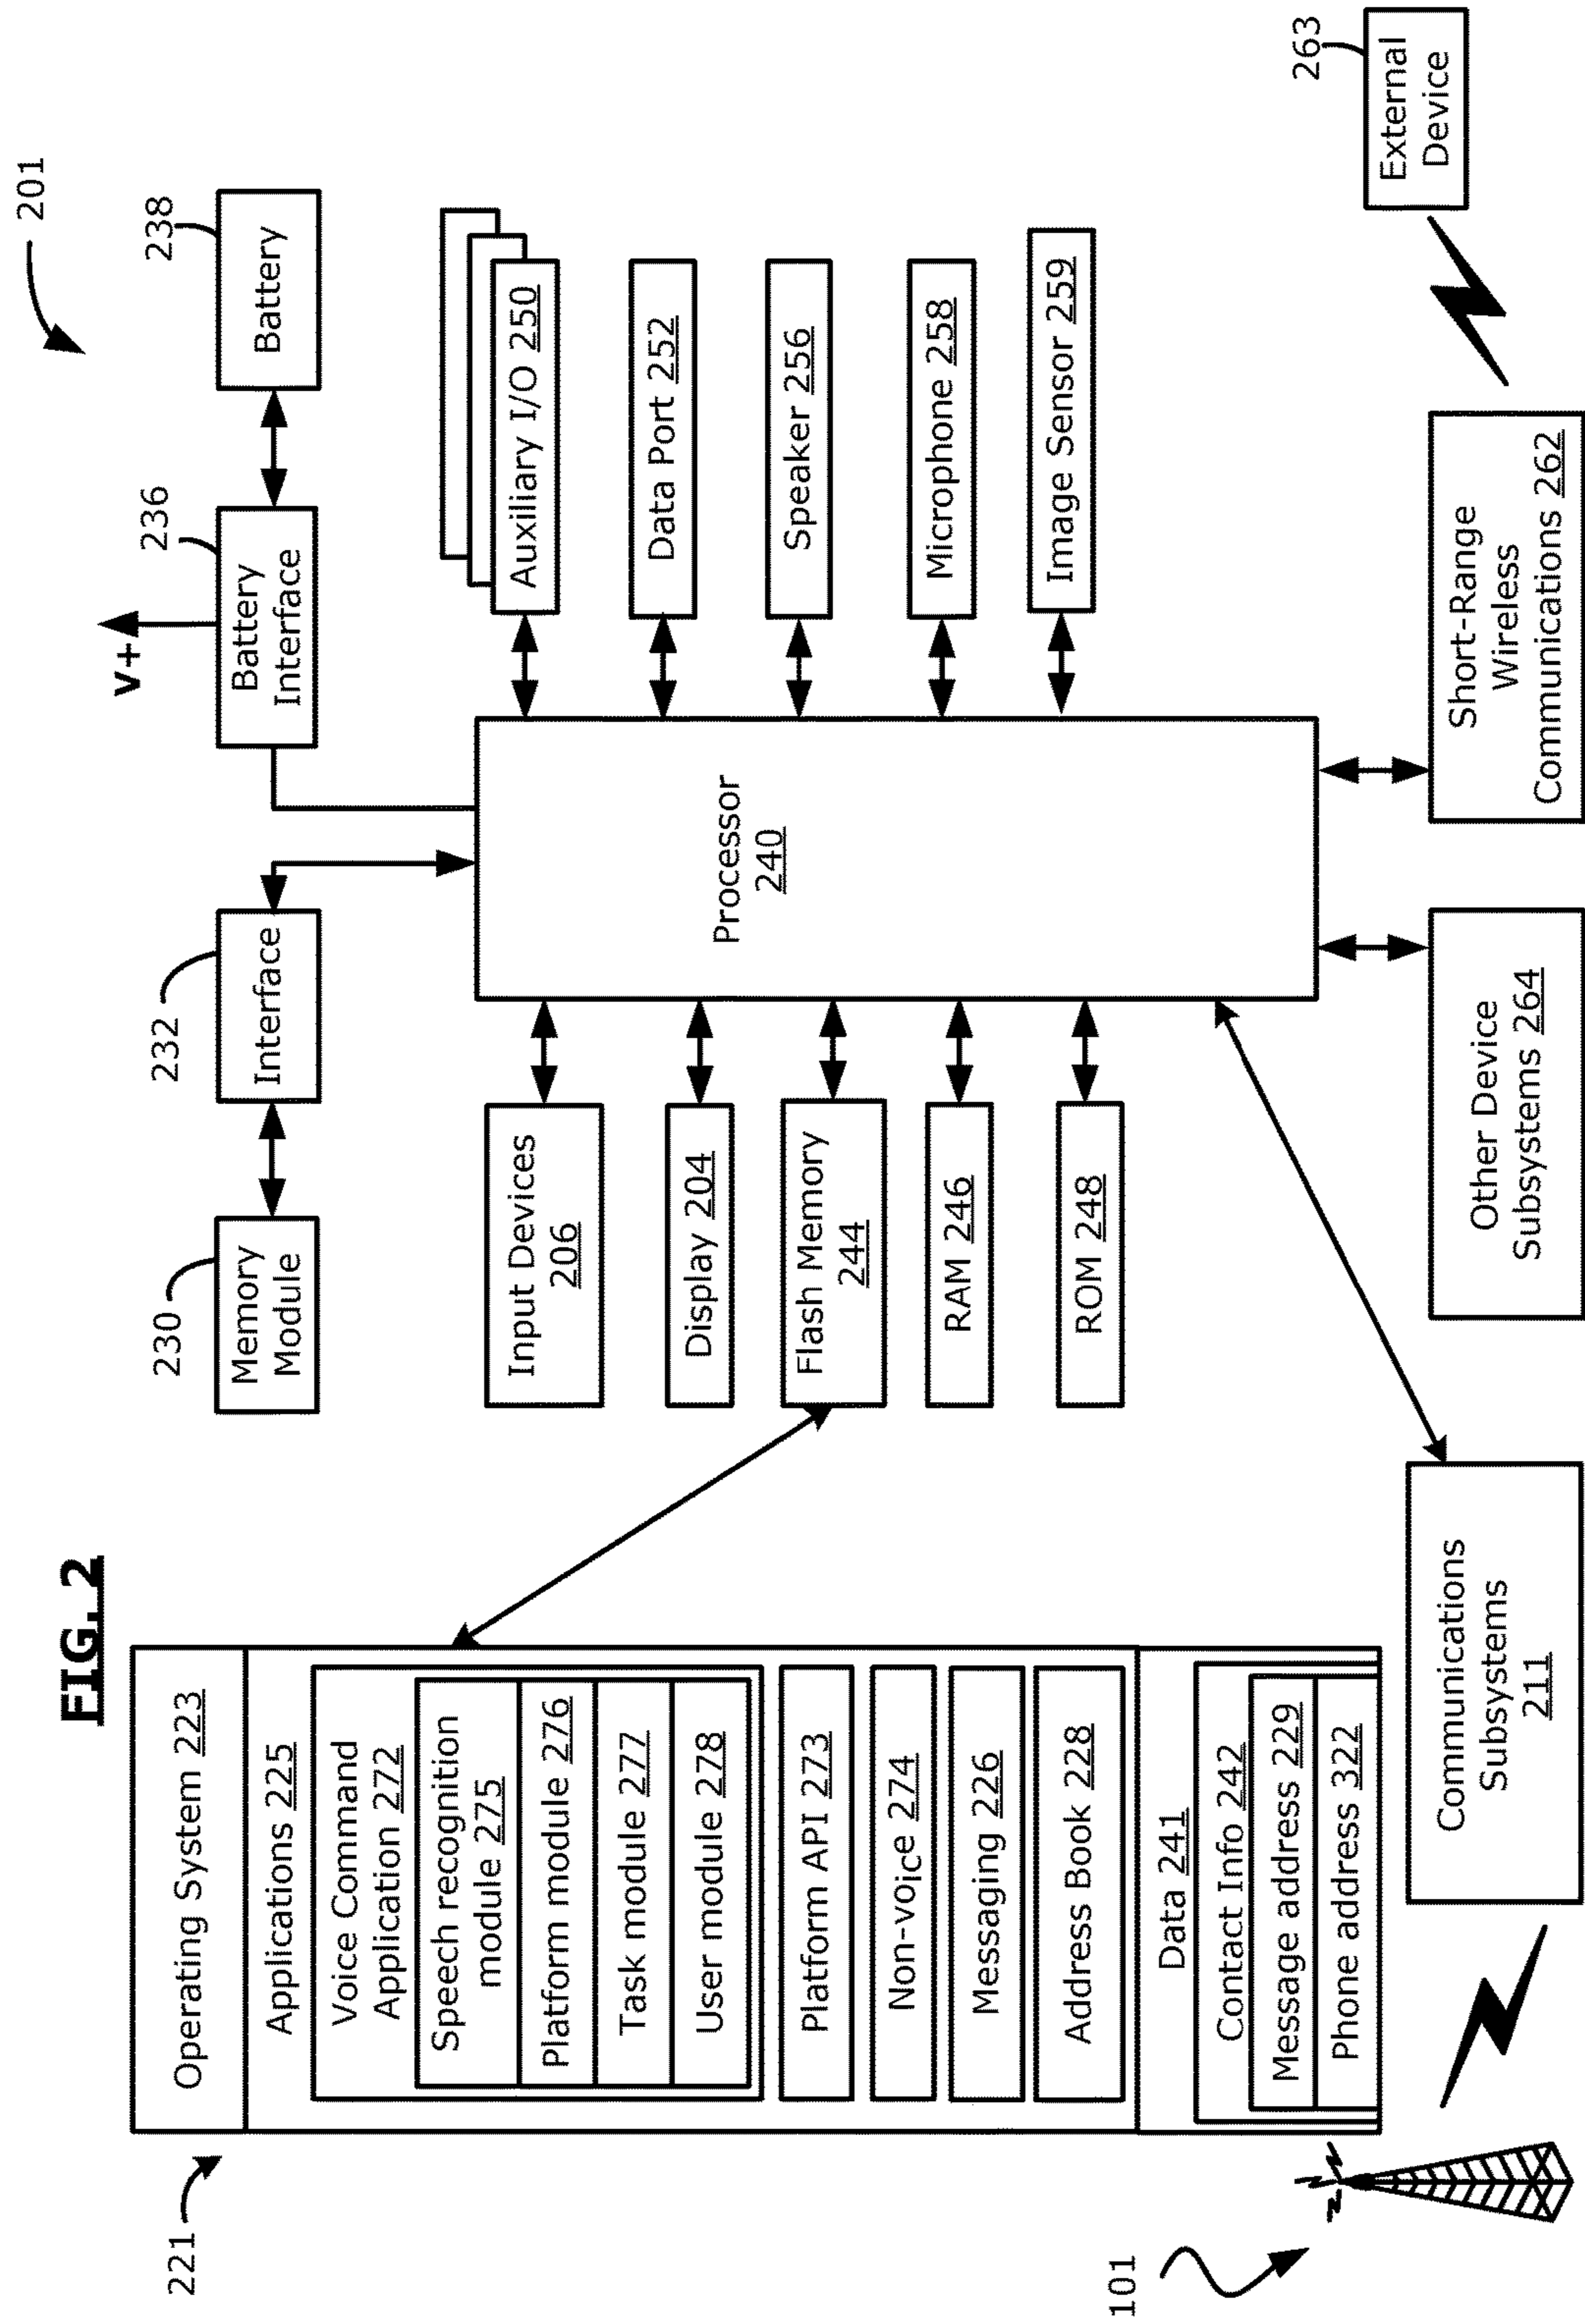 FIG. 2
201
221
Operating System 223
Applications 225
Voice Command
Application 272
Speech recognition
module 275
Platform module 276
Task module 277
User module 278
Platform API 273
Non-voice 274
Messaging 226
Address Book 228
Data 241
Contact Info 242
Message address 229
Phone address 322
101
Communications
Subsystems
211
230
Memory
Module
232
Interface
V+
236
Battery
Interface
238
Battery
Input Devices
206
Display 204
Flash Memory
244
RAM 246
ROM 248
Processor
240
Auxiliary I/O 250
Data Port 252
Speaker 256
Microphone 258
Image Sensor 259
Other Device
Subsystems 264
Short-Range
Wireless
Communications 262
263
External
Device